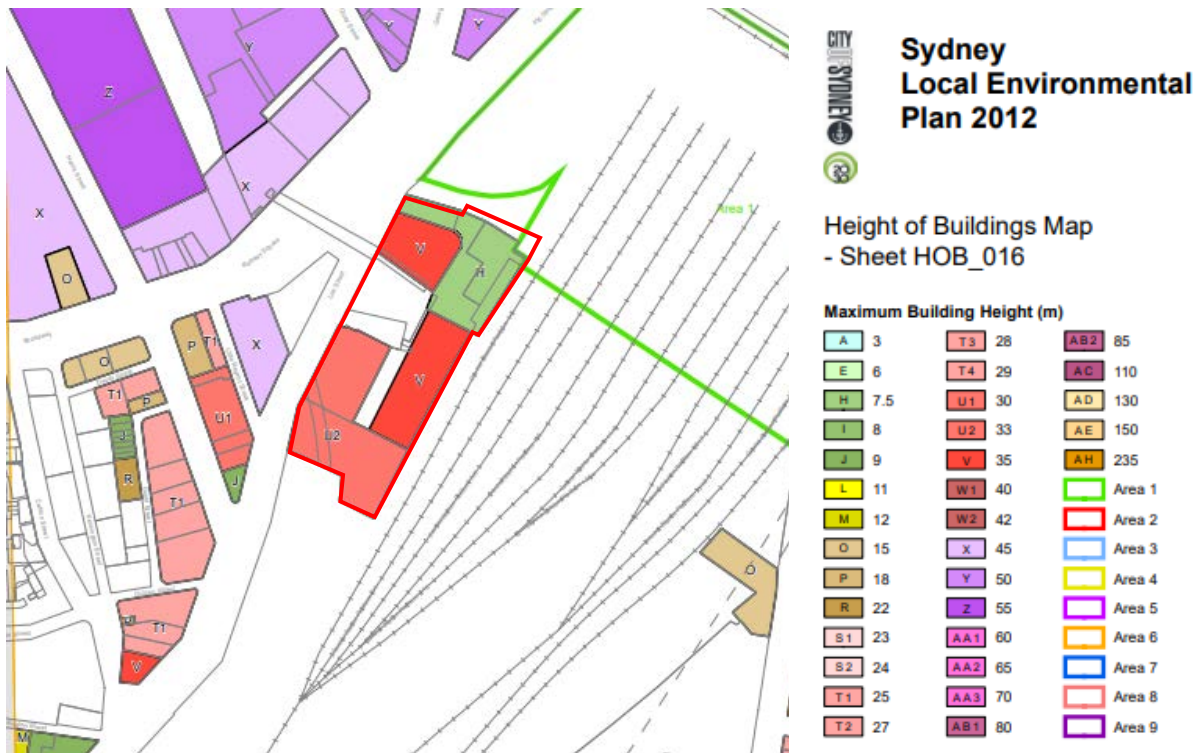 CITY OF SYDNEY
2030
Sydney
Local Environmental
Plan 2012
Height of Buildings Map
- Sheet HOB_016
Maximum Building Height (m)
A 3
E 6
H 7.5
I 8
J 9
L 11
M 12
O 15
P 18
R 22
S1 23
S2 24
T1 25
T2 27
T3 28
T4 29
U1 30
U2 33
V 35
W1 40
W2 42
X 45
Y 50
Z 55
AA1 60
AA2 65
AA3 70
AB1 80
AB2 85
AC 110
AD 130
AE 150
AH 235
Area 1
Area 2
Area 3
Area 4
Area 5
Area 6
Area 7
Area 8
Area 9
Y
Y
Y
Z
X
X
Area 1
O
V
H
P
T1
X
O
T1
P
V
U1
J
U2
R
J
T1
O
T1
V
M